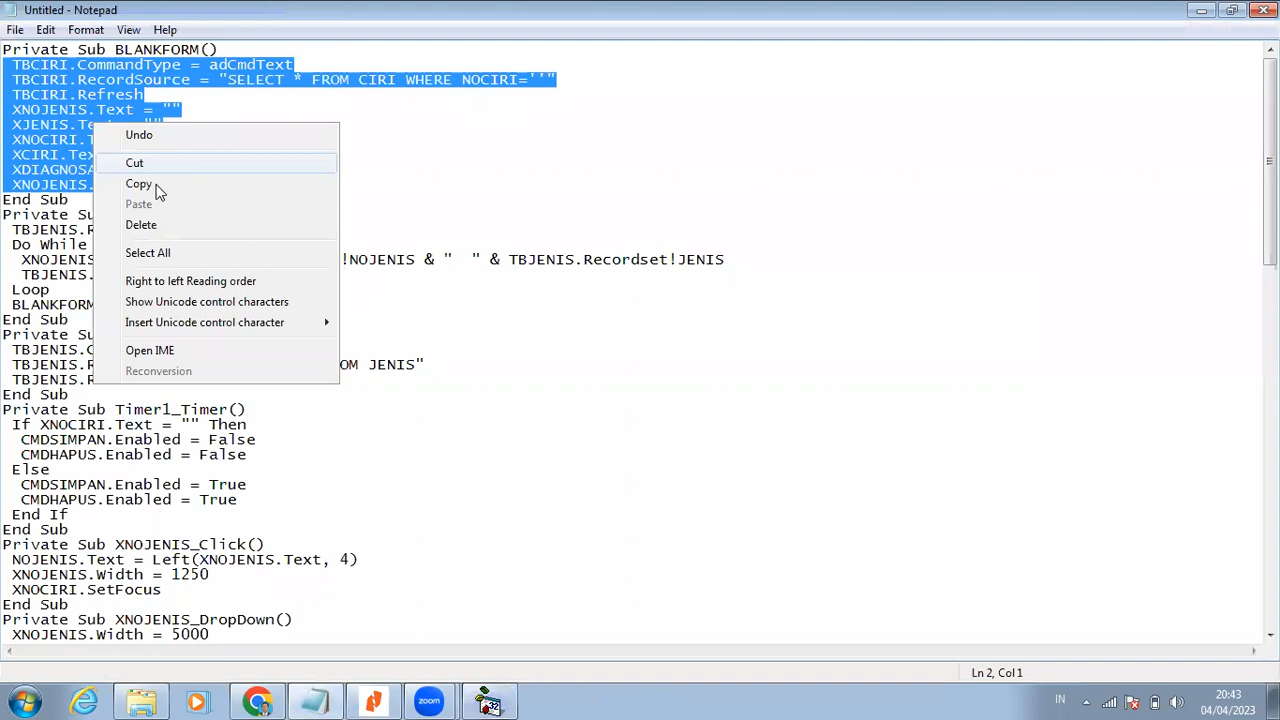 Untitled - Notepad
File Edit Format View Help
Private Sub BLANKFORM()
TBCIRI.CommandType = adCmdText
TBCIRI.RecordSource = "SELECT * FROM CIRI WHERE NOCIRI=''"
TBCIRI.Refresh
XNOJENIS.Text = ""
XJENIS.
XNOCIRI.
XCIRI.
XDIAGNOSA
XNOJENIS.
End Sub
Private
Do While
XNOJENIS !NOJENIS & "  " & TBJENIS.Recordset!JENIS
TBJENIS.
Loop
BLANKFORM
End Sub
Private
TBJENIS.
TBJENIS. JENIS"
TBJENIS.
End Sub
Private Sub Timer1_Timer()
If XNOCIRI.Text = "" Then
CMDSIMPAN.Enabled = False
CMDHAPUS.Enabled = False
Else
CMDSIMPAN.Enabled = True
CMDHAPUS.Enabled = True
End If
End Sub
Private Sub XNOJENIS_Click()
NOJENIS.Text = Left(XNOJENIS.Text, 4)
XNOJENIS.Width = 1250
XNOCIRI.SetFocus
End Sub
Private Sub XNOJENIS_DropDown()
XNOJENIS.Width = 5000
Undo
Cut
Copy
Paste
Delete
Select All
Right to left Reading order
Show Unicode control characters
Insert Unicode control character
Open IME
Reconversion
Ln 2, Col 1
zoom
32
IN
20:43
04/04/2023